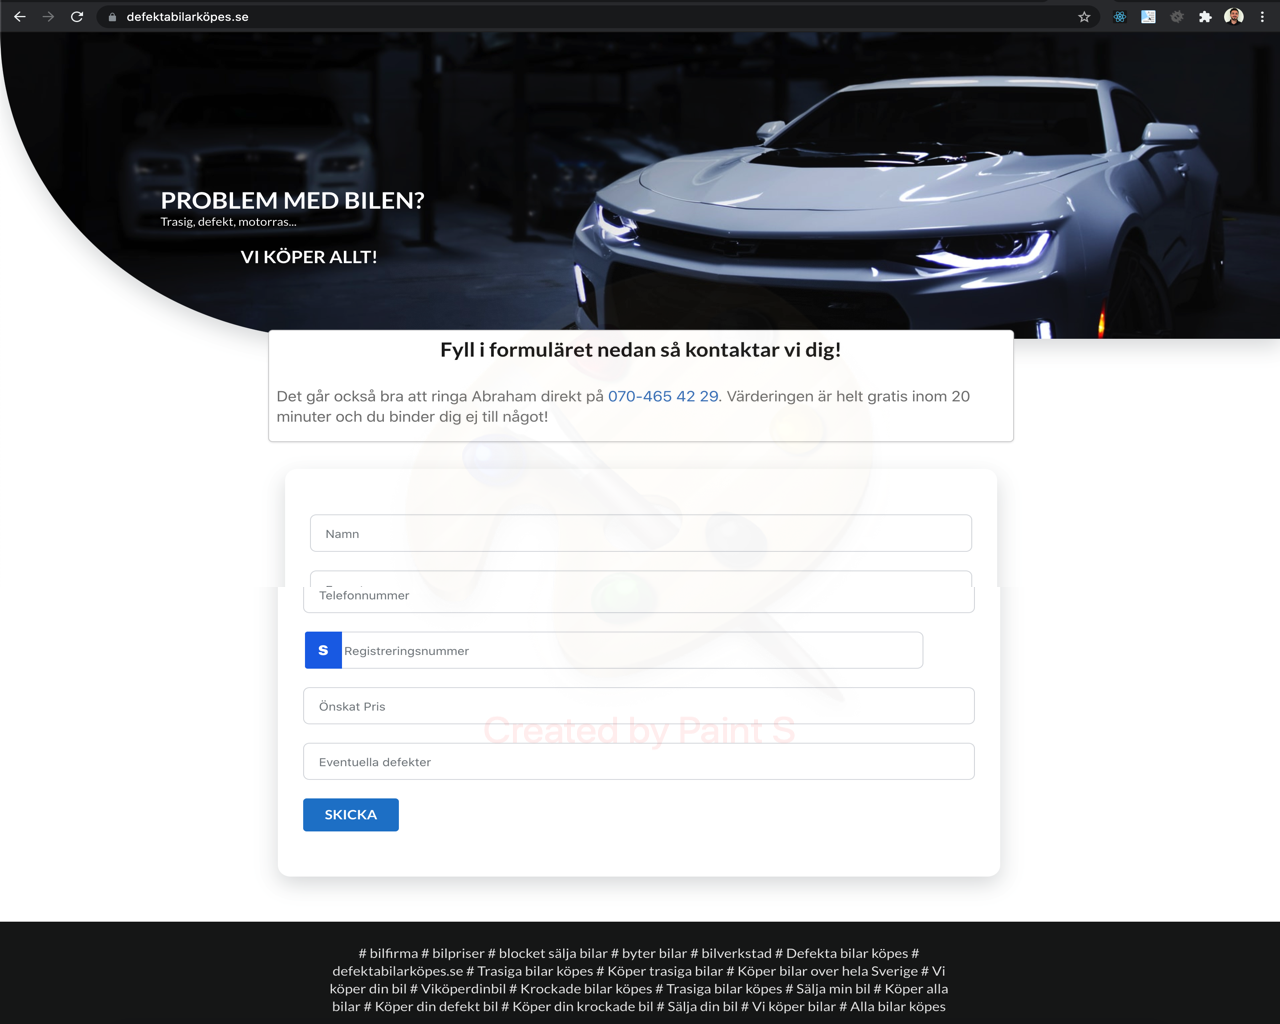 defektabilarköpes.se
PROBLEM MED BILEN?
Trasig, defekt, motorras...
VI KÖPER ALLT!
Fyll i formuläret nedan så kontaktar vi dig!
Det går också bra att ringa Abraham direkt på 070-465 42 29. Värderingen är helt gratis inom 20
minuter och du binder dig ej till något!
Namn
Telefonnummer
S Registreringsnummer
Önskat Pris
Created by Paint S
Eventuella defekter
SKICKA
# bilfirma # bilpriser # blocket sälja bilar # byter bilar # bilverkstad # Defekta bilar köpes #
defektabilarköpes.se # Trasiga bilar köpes # Köper trasiga bilar # Köper bilar over hela Sverige # Vi
köper din bil # Viköperdinbil # Krockade bilar köpes # Trasiga bilar köpes # Sälja min bil # Köper alla
bilar # Köper din defekt bil # Köper din krockade bil # Sälja din bil # Vi köper bilar # Alla bilar köpes